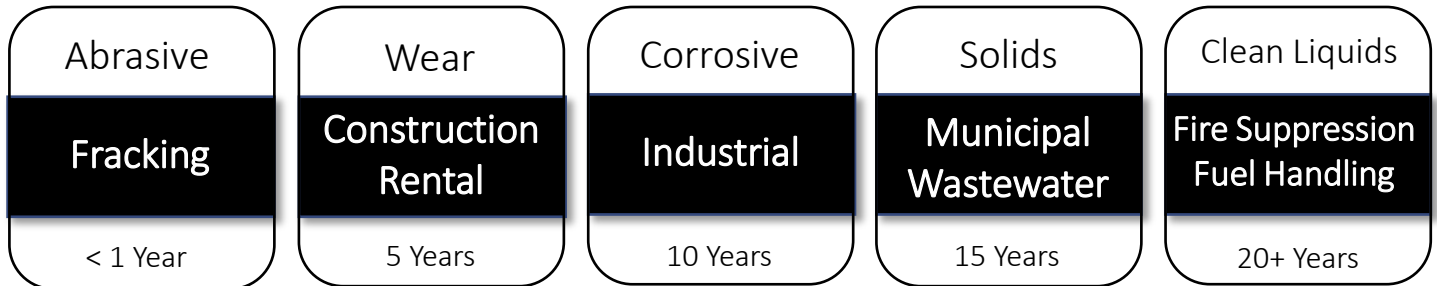 Abrasive
Fracking
< 1 Year
Wear
Construction
Rental
5 Years
Corrosive
Industrial
10 Years
Solids
Municipal
Wastewater
15 Years
Clean Liquids
Fire Suppression
Fuel Handling
20+ Years